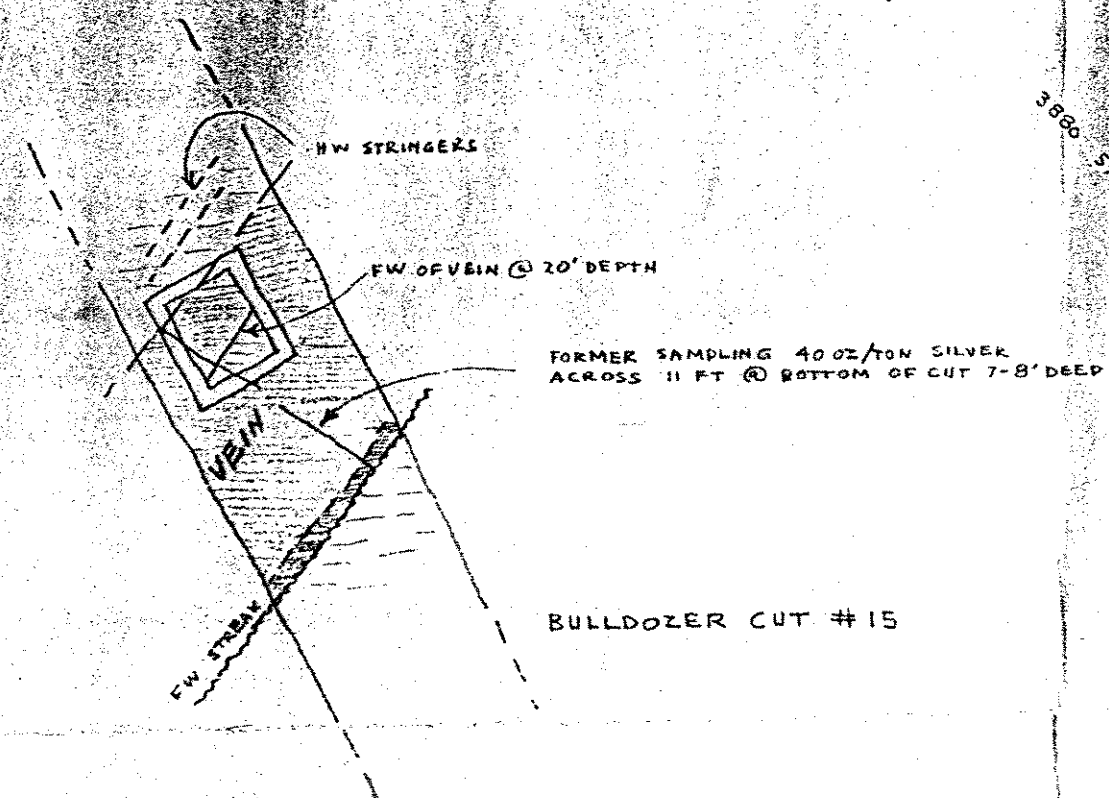 3880
HW STRINGERS
FW OF VEIN @ 20' DEPTH
FORMER SAMPLING 40 OZ/TON SILVER
ACROSS 11 FT @ BOTTOM OF CUT 7-8' DEEP
VEIN
BULLDOZER CUT #15
FW STREAK